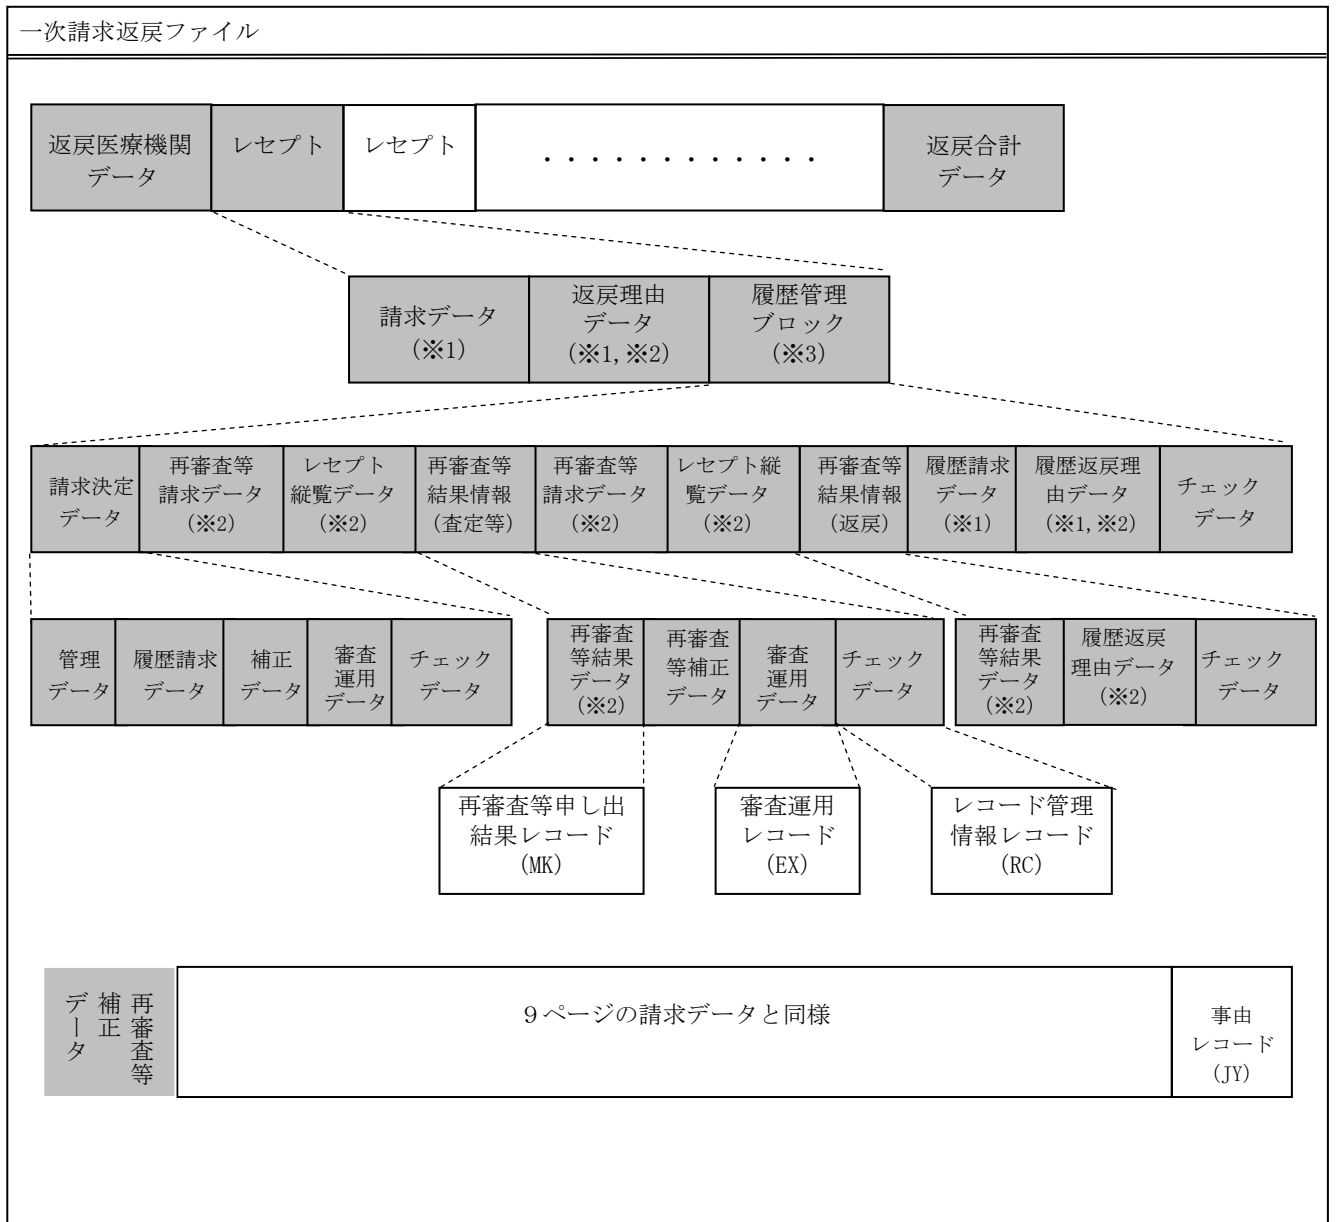 一次請求返戻ファイル
返戻医療機関
データ
レセプト
レセプト
・・・・・・・・・・・・
返戻合計
データ
請求データ
(※1)
返戻理由
データ
(※1,※2)
履歴管理
ブロック
(※3)
請求決定
データ
再審査等
請求データ
(※2)
レセプト
縦覧データ
(※2)
再審査等
結果情報
(査定等)
再審査等
請求データ
(※2)
レセプト縦
覧データ
(※2)
再審査等
結果情報
(返戻)
履歴請求
データ
(※1)
履歴返戻理
由データ
(※1,※2)
チェック
データ
管理
データ
履歴請求
データ
補正
データ
審査
運用
データ
チェック
データ
再審査
等結果
データ
(※2)
再審査
等補正
データ
審査
運用
データ
チェック
データ
再審査
等結果
データ
(※2)
履歴返戻
理由データ
(※2)
チェック
データ
再審査等申し出
結果レコード
(MK)
審査運用
レコード
(EX)
レコード管理
情報レコード
(RC)
再審査等
補正
データ
9ページの請求データと同様
事由
レコード
(JY)